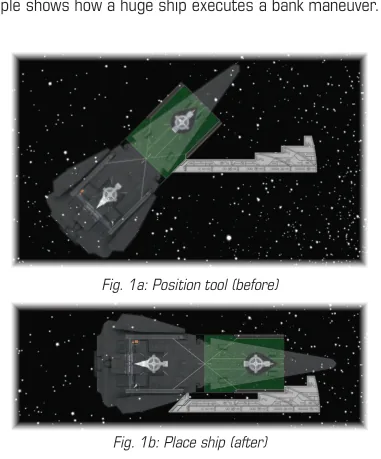 ple shows how a huge ship executes a bank maneuver.
Fig. 1a: Position tool (before)
Fig. 1b: Place ship (after)